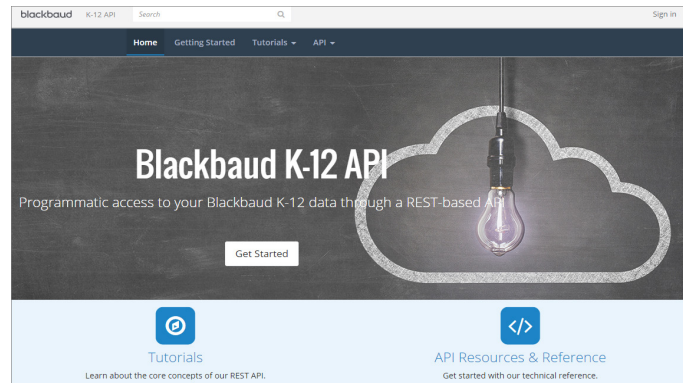 blackbaud K-12 API Search Sign in
Home Getting Started Tutorials API
Blackbaud K-12 API
Programmatic access to your Blackbaud K-12 data through a REST-based API
Get Started
Tutorials
Learn about the core concepts of our REST API.
API Resources & Reference
Get started with our technical reference.